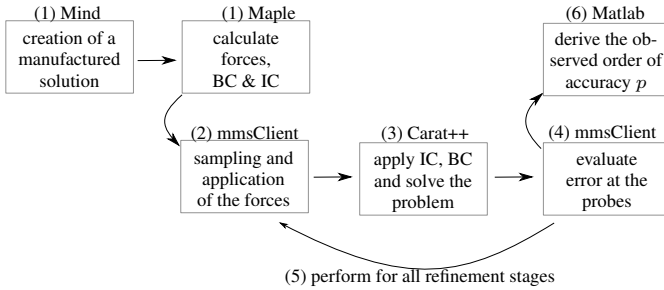 (1) Mind
creation of a
manufactured
solution
(1) Maple
calculate
forces,
BC & IC
(6) Matlab
derive the ob-
served order of
accuracy p
(2) mmsClient
sampling and
application
of the forces
(3) Carat++
apply IC, BC
and solve the
problem
(4) mmsClient
evaluate
error at the
probes
(5) perform for all refinement stages